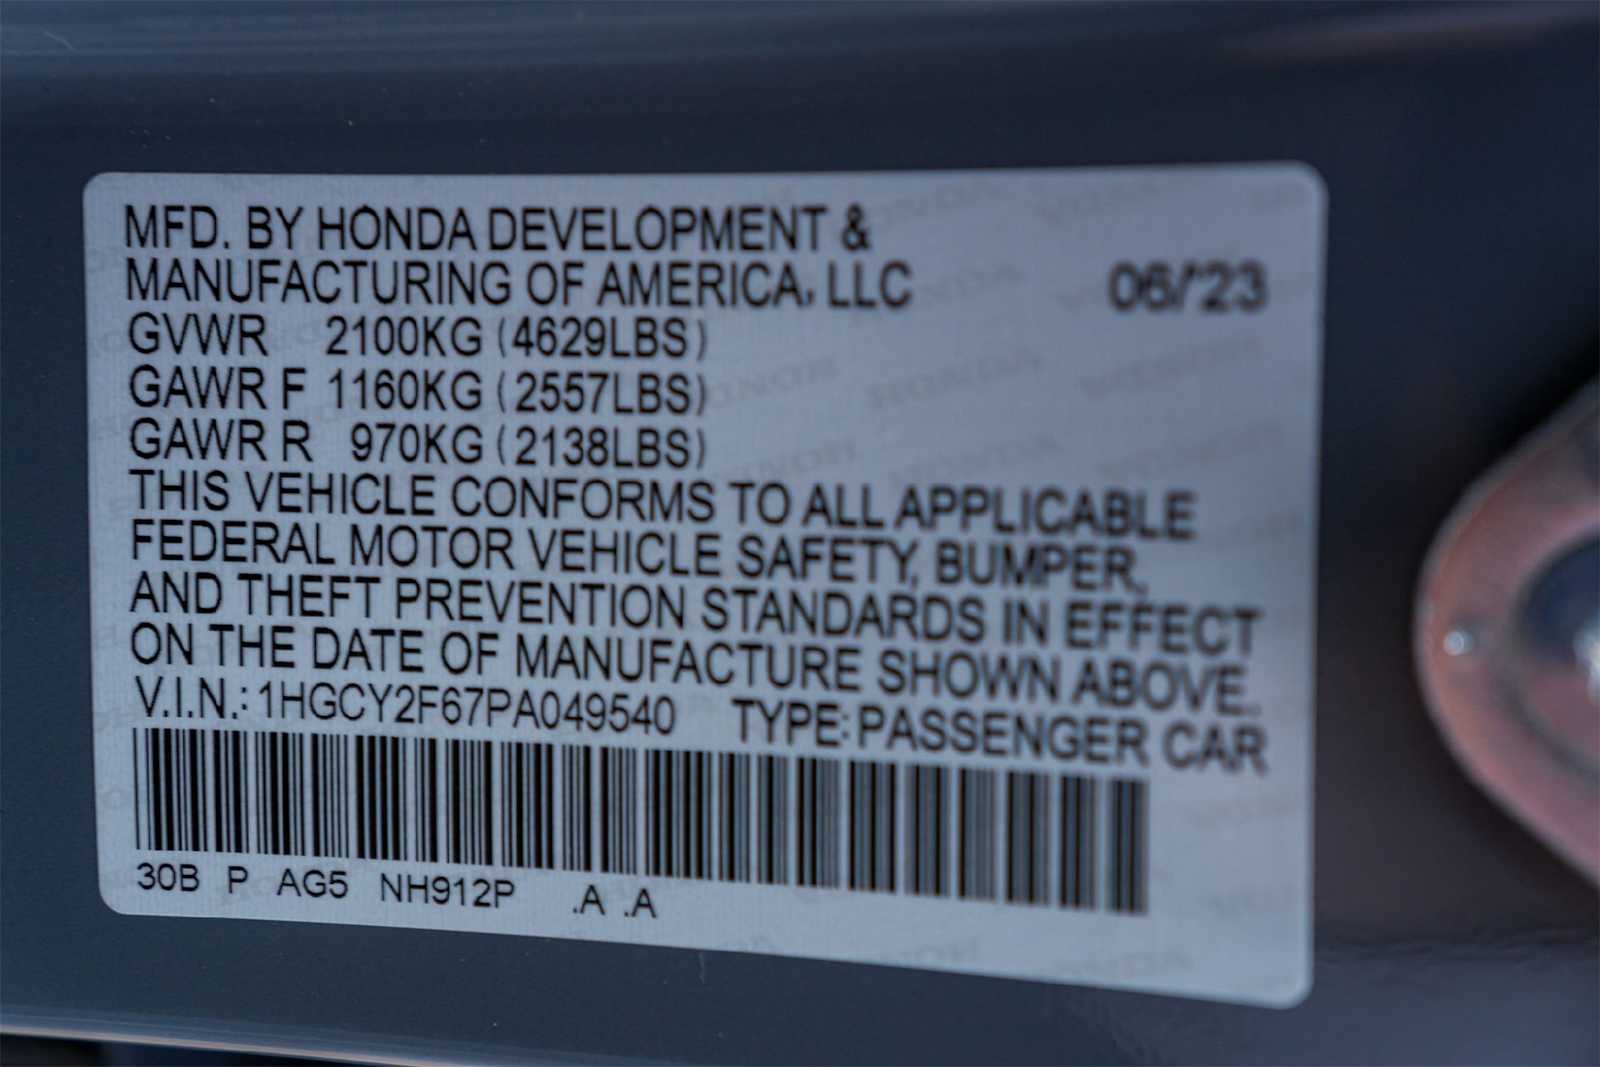 MFD. BY HONDA DEVELOPMENT &
MANUFACTURING OF AMERICA, LLC 06/'23
GVWR 2100KG (4629LBS)
GAWR F 1160KG (2557LBS)
GAWR R 970KG (2138LBS)
THIS VEHICLE CONFORMS TO ALL APPLICABLE
FEDERAL MOTOR VEHICLE SAFETY, BUMPER,
AND THEFT PREVENTION STANDARDS IN EFFECT
ON THE DATE OF MANUFACTURE SHOWN ABOVE.
V.I.N.: 1HGCY2F67PA049540 TYPE: PASSENGER CAR
30B P AG5 NH912P .A .A